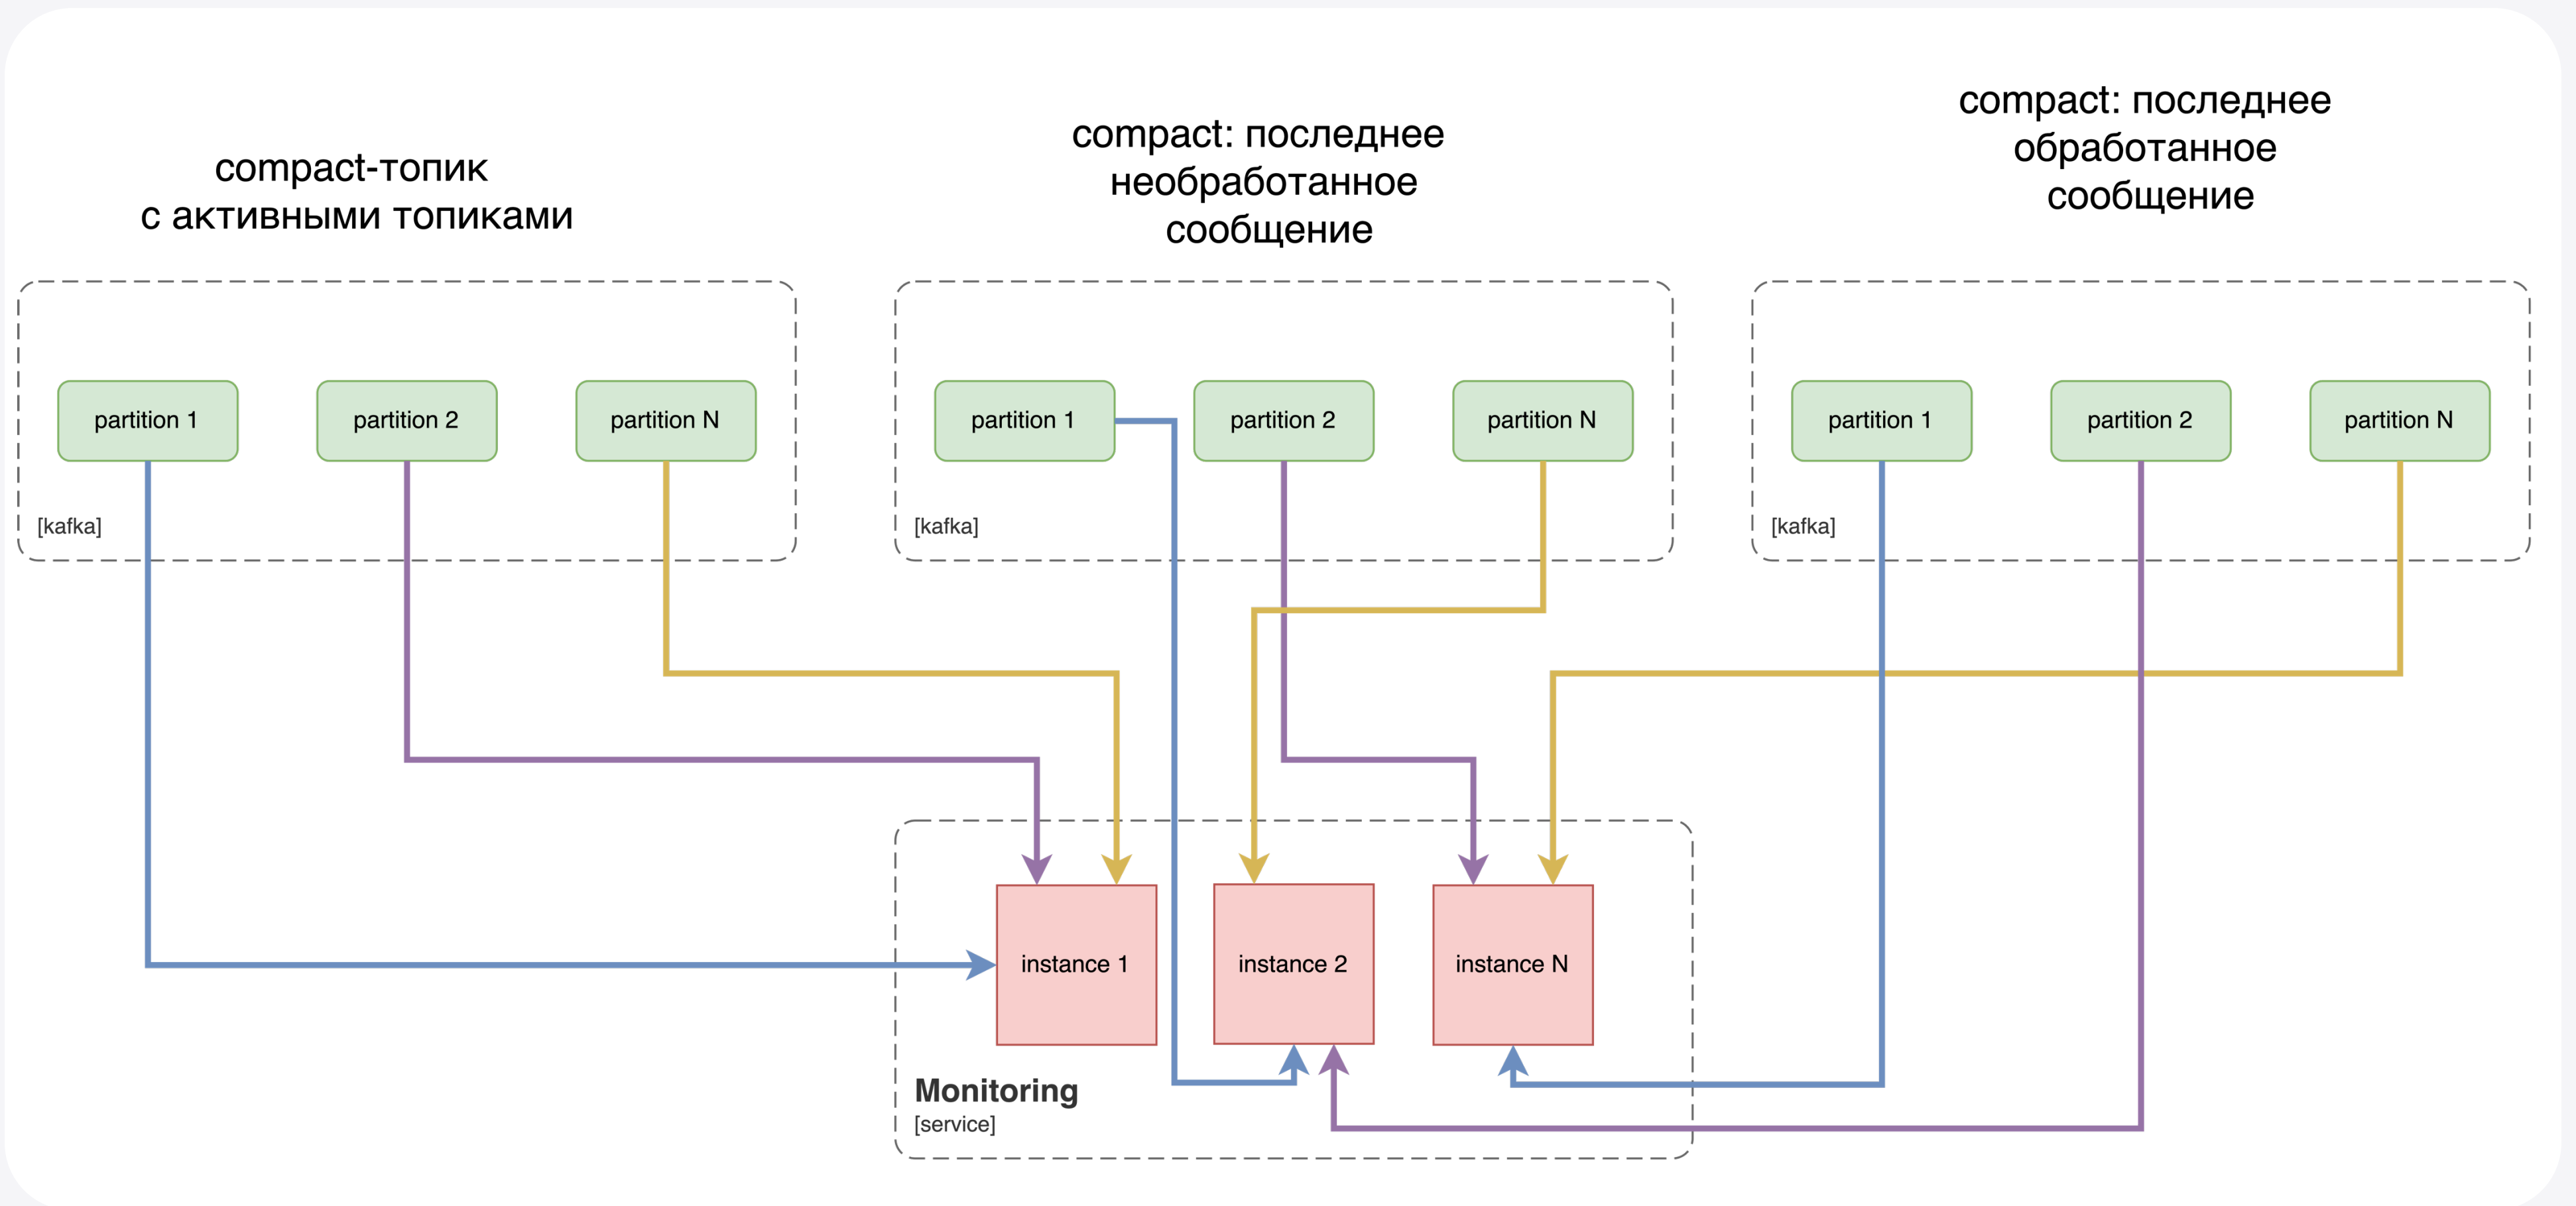 compact-топик
с активными топиками
compact: последнее
необработанное
сообщение
compact: последнее
обработанное
сообщение
partition 1
partition 2
partition N
[kafka]
partition 1
partition 2
partition N
[kafka]
partition 1
partition 2
partition N
[kafka]
instance 1
instance 2
instance N
Monitoring
[service]